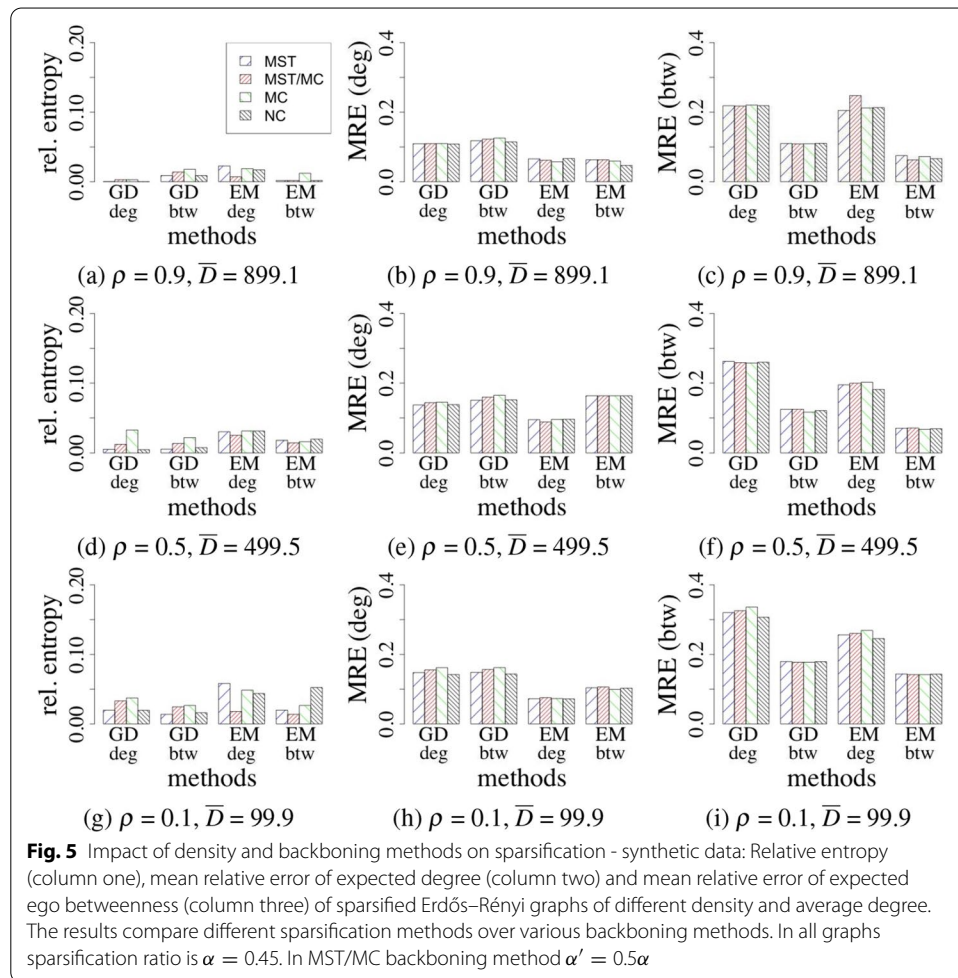 rel. entropy
0.00 0.10 0.20
MST
MST/MC
MC
NC
GD deg
GD btw
EM deg
EM btw
methods
(a) ρ = 0.9, D̅ = 899.1
MRE (deg)
0.0 0.2 0.4
GD deg
GD btw
EM deg
EM btw
methods
(b) ρ = 0.9, D̅ = 899.1
MRE (btw)
0.0 0.2 0.4
GD deg
GD btw
EM deg
EM btw
methods
(c) ρ = 0.9, D̅ = 899.1
rel. entropy
0.00 0.10 0.20
GD deg
GD btw
EM deg
EM btw
methods
(d) ρ = 0.5, D̅ = 499.5
MRE (deg)
0.0 0.2 0.4
GD deg
GD btw
EM deg
EM btw
methods
(e) ρ = 0.5, D̅ = 499.5
MRE (btw)
0.0 0.2 0.4
GD deg
GD btw
EM deg
EM btw
methods
(f) ρ = 0.5, D̅ = 499.5
rel. entropy
0.00 0.10 0.20
GD deg
GD btw
EM deg
EM btw
methods
(g) ρ = 0.1, D̅ = 99.9
MRE (deg)
0.0 0.2 0.4
GD deg
GD btw
EM deg
EM btw
methods
(h) ρ = 0.1, D̅ = 99.9
MRE (btw)
0.0 0.2 0.4
GD deg
GD btw
EM deg
EM btw
methods
(i) ρ = 0.1, D̅ = 99.9
Fig. 5 Impact of density and backboning methods on sparsification - synthetic data: Relative entropy
(column one), mean relative error of expected degree (column two) and mean relative error of expected
ego betweenness (column three) of sparsified Erdős–Rényi graphs of different density and average degree.
The results compare different sparsification methods over various backboning methods. In all graphs
sparsification ratio is α = 0.45. In MST/MC backboning method α′ = 0.5α